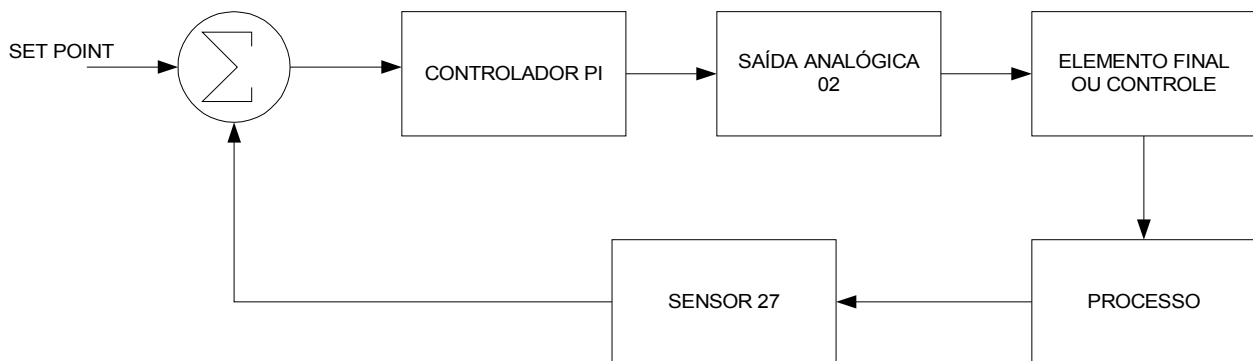 SET POINT
Σ
CONTROLADOR PI
SAÍDA ANALÓGICA
02
ELEMENTO FINAL
OU CONTROLE
SENSOR 27
PROCESSO